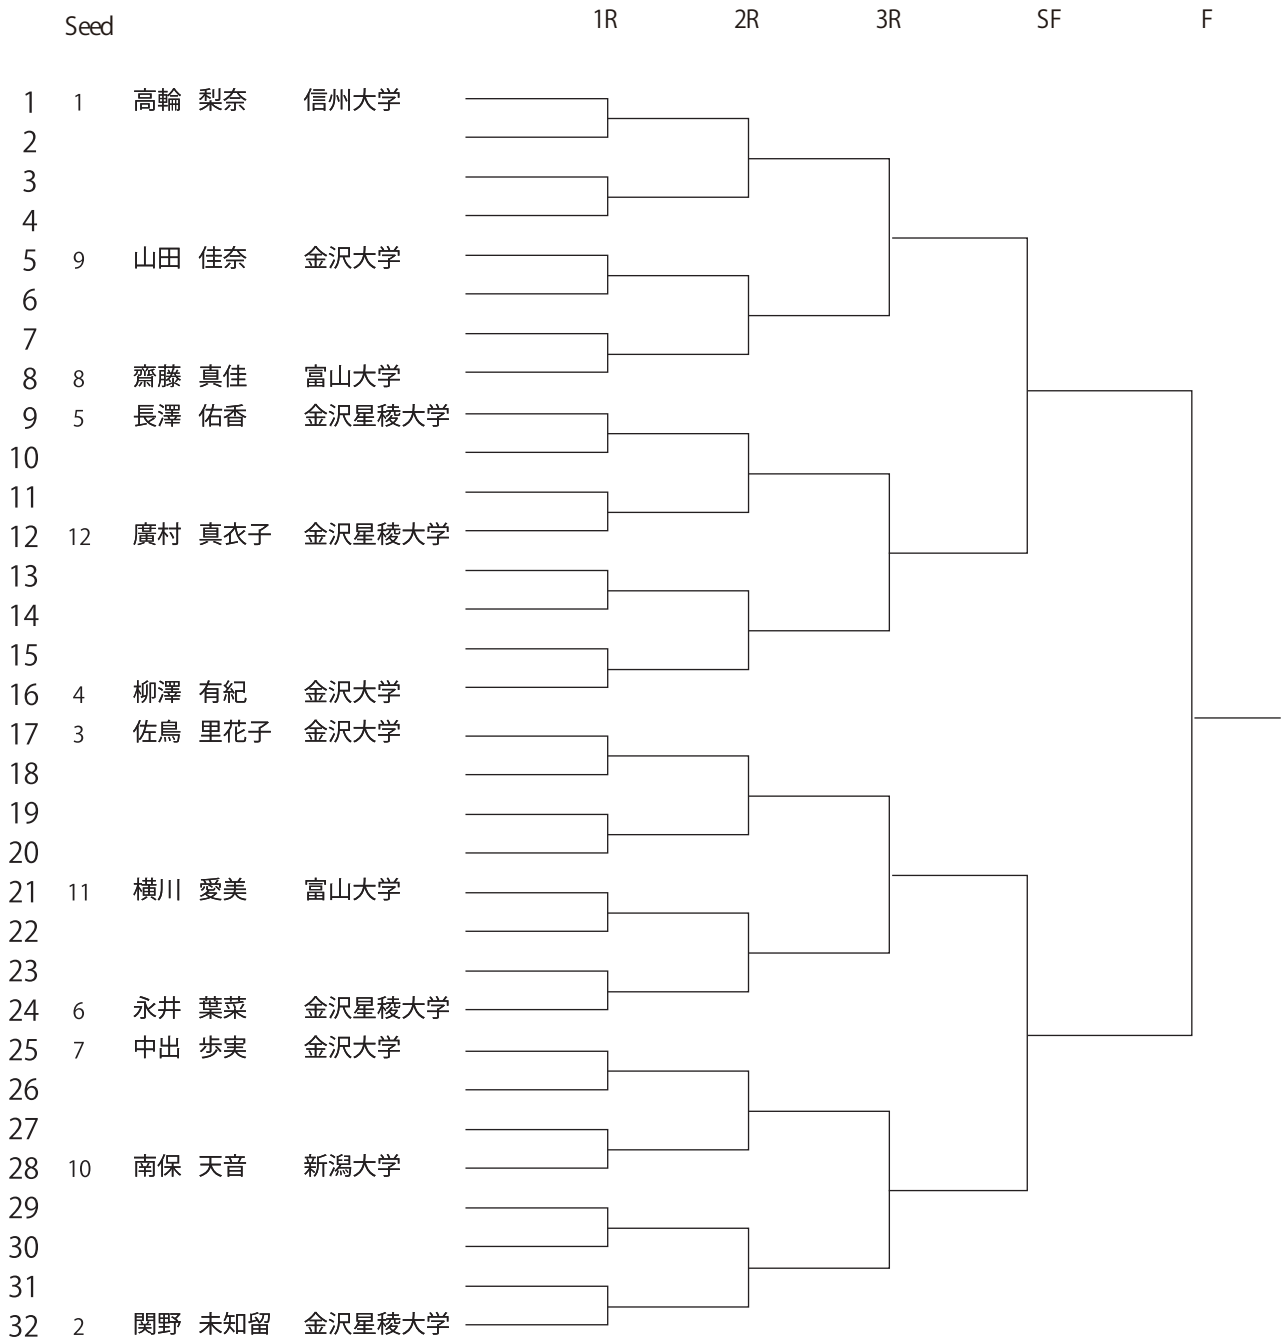 Seed 1R 2R 3R SF F
1 1 高輪 梨奈 信州大学
2
3
4
5 9 山田 佳奈 金沢大学
6
7
8 8 齋藤 真佳 富山大学
9 5 長澤 佑香 金沢星稜大学
10
11
12 12 廣村 真衣子 金沢星稜大学
13
14
15
16 4 柳澤 有紀 金沢大学
17 3 佐鳥 里花子 金沢大学
18
19
20
21 11 横川 愛美 富山大学
22
23
24 6 永井 葉菜 金沢星稜大学
25 7 中出 歩実 金沢大学
26
27
28 10 南保 天音 新潟大学
29
30
31
32 2 関野 未知留 金沢星稜大学